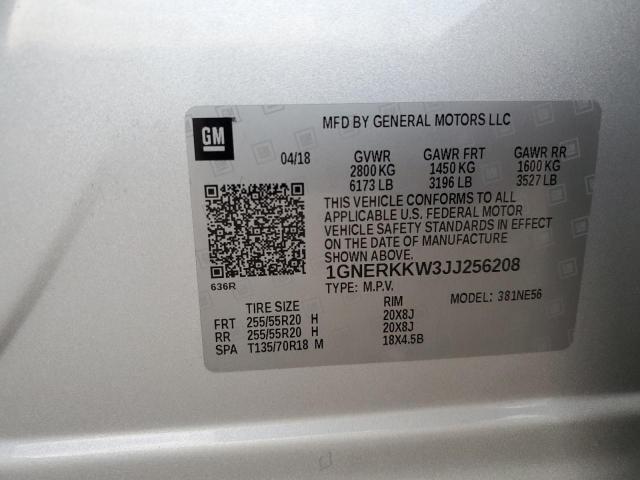 MFD BY GENERAL MOTORS LLC
GM
04/18 GVWR GAWR FRT GAWR RR
2800 KG 1450 KG 1600 KG
6173 LB 3196 LB 3527 LB
THIS VEHICLE CONFORMS TO ALL
APPLICABLE U.S. FEDERAL MOTOR
VEHICLE SAFETY STANDARDS IN EFFECT
ON THE DATE OF MANUFACTURE
SHOWN ABOVE.
636R
1GNERKKW3JJ256208
TYPE: M.P.V. MODEL: 381NE56
TIRE SIZE RIM
FRT 255/55R20 H 20X8J
RR 255/55R20 H 20X8J
SPA T135/70R18 M 18X4.5B